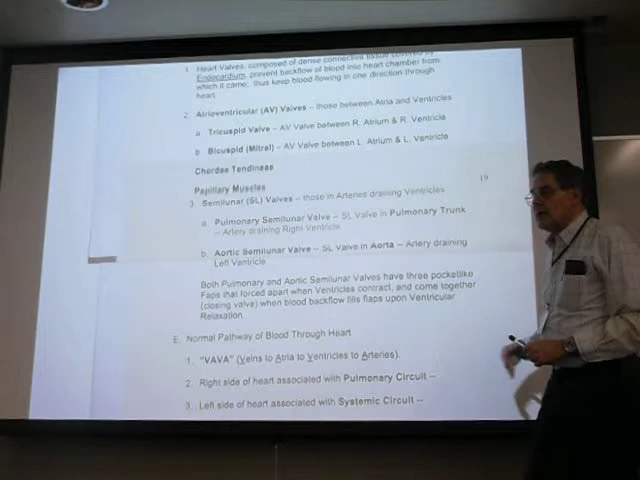 1. Heart Valves, composed of dense connective tissue covered by
Endocardium, prevent backflow of blood into heart chamber from
which it came; thus keep blood flowing in one direction through
heart
2. Atrioventricular (AV) Valves – those between Atria and Ventricles
a. Tricuspid Valve – AV Valve between R. Atrium & R. Ventricle
b. Bicuspid (Mitral) – AV Valve between L. Atrium & L. Ventricle
Chordae Tendineae
Papillary Muscles
19
3. Semilunar (SL) Valves – those in Arteries draining Ventricles
a. Pulmonary Semilunar Valve – SL Valve in Pulmonary Trunk
– Artery draining Right Ventricle
b. Aortic Semilunar Valve – SL Valve in Aorta – Artery draining
Left Ventricle
Both Pulmonary and Aortic Semilunar Valves have three pocketlike
Flaps that forced apart when Ventricles contract, and come together
(closing valve) when blood backflow fills flaps upon Ventricular
Relaxation
E. Normal Pathway of Blood Through Heart
1. "VAVA" (Veins to Atria to Ventricles to Arteries).
2. Right side of heart associated with Pulmonary Circuit –
3. Left side of heart associated with Systemic Circuit –